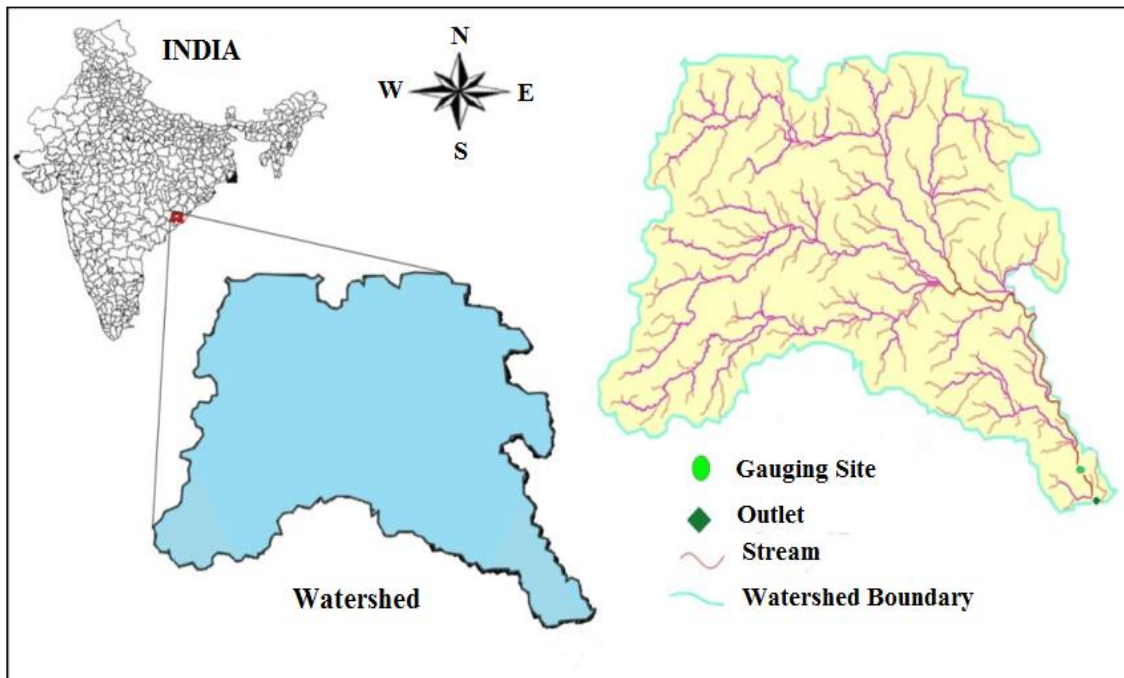 INDIA
N
W
E
S
Gauging Site
Outlet
Stream
Watershed Boundary
Watershed